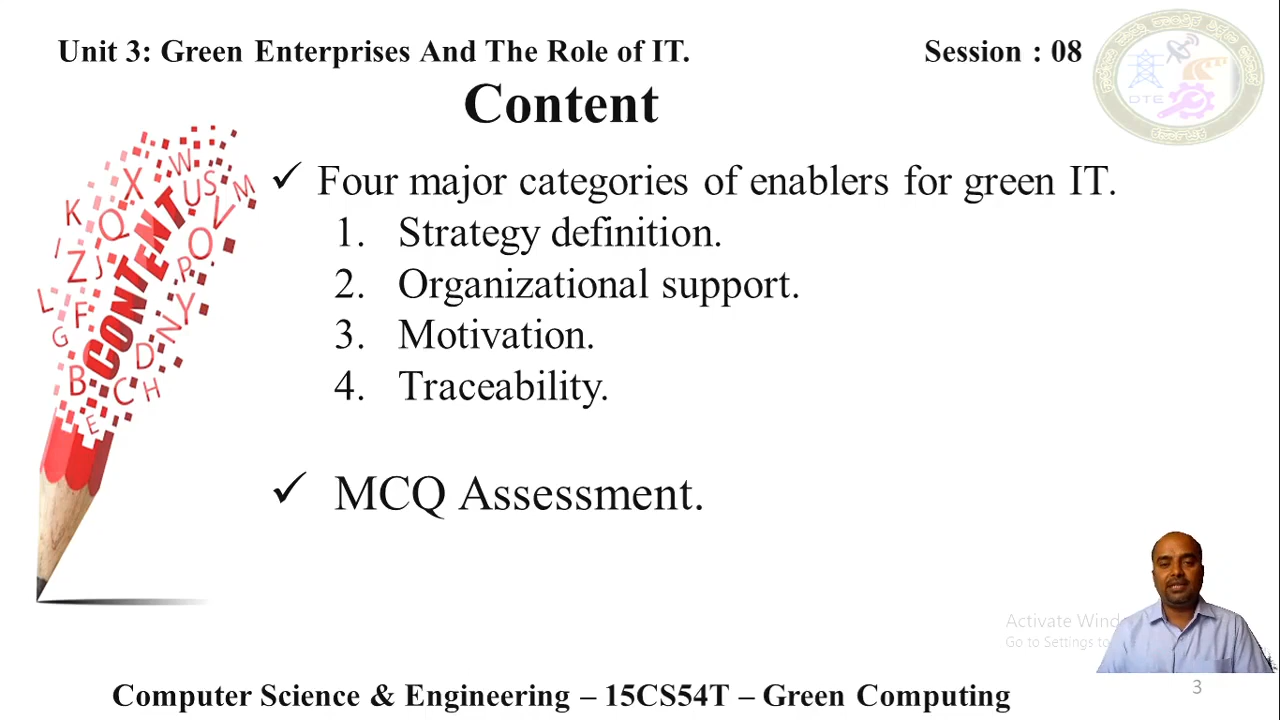 Unit 3: Green Enterprises And The Role of IT.
Session : 08
Content
✓ Four major categories of enablers for green IT.
1. Strategy definition.
2. Organizational support.
3. Motivation.
4. Traceability.
✓ MCQ Assessment.
CONTENT
DTE
Activate Wind
Go to Settings to
Computer Science & Engineering – 15CS54T – Green Computing
3